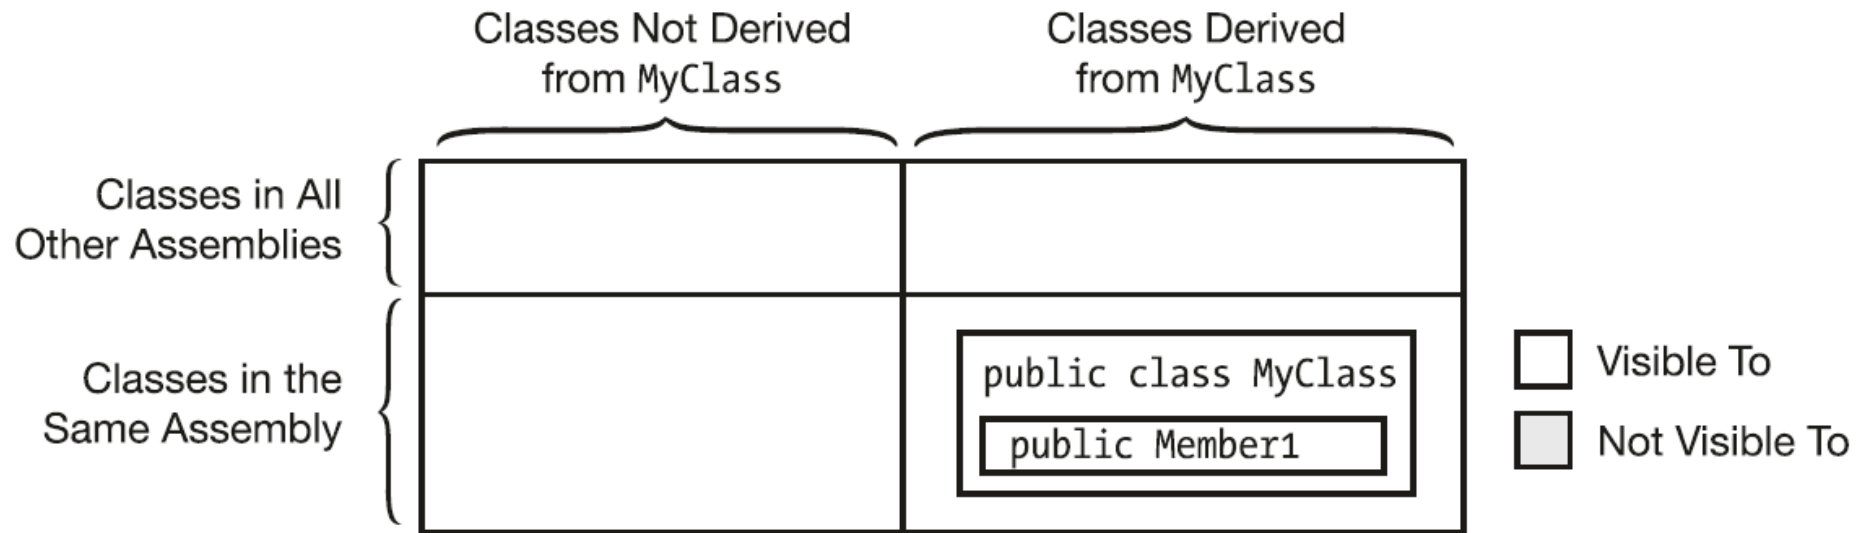 Classes Not Derived
from MyClass
Classes Derived
from MyClass
Classes in All
Other Assemblies
Classes in the
Same Assembly
public class MyClass
public Member1
Visible To
Not Visible To